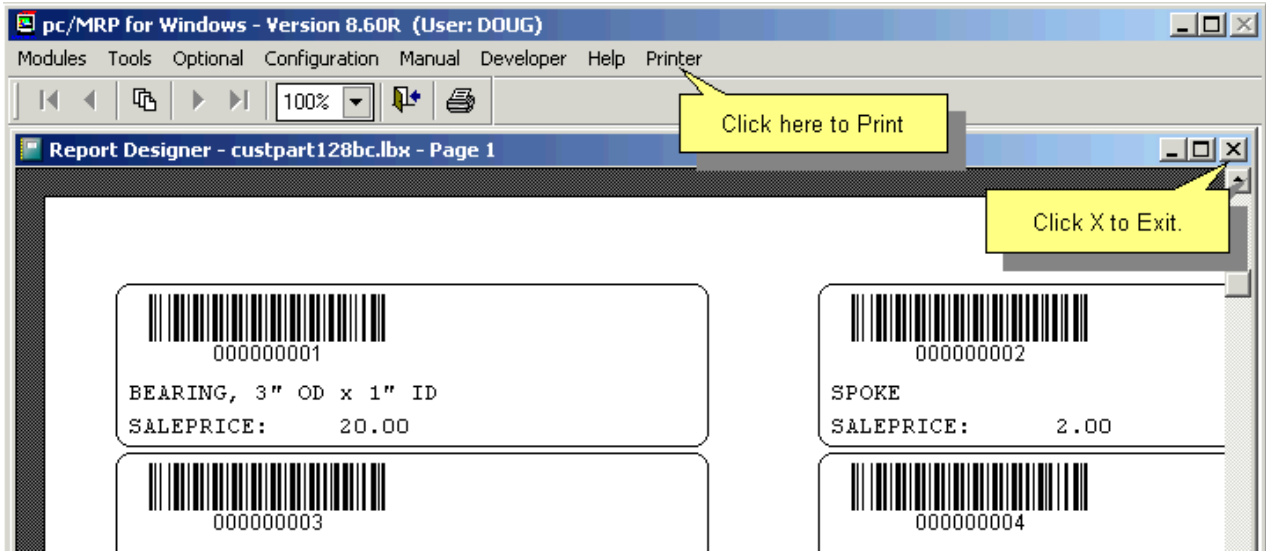 pc/MRP for Windows - Version 8.60R (User: DOUG)
Modules Tools Optional Configuration Manual Developer Help Printer
100%
Click here to Print
Report Designer - custpart128bc.lbx - Page 1
Click X to Exit.
000000001 000000002
BEARING, 3" OD x 1" ID SPOKE
SALEPRICE: 20.00 SALEPRICE: 2.00
000000003 000000004